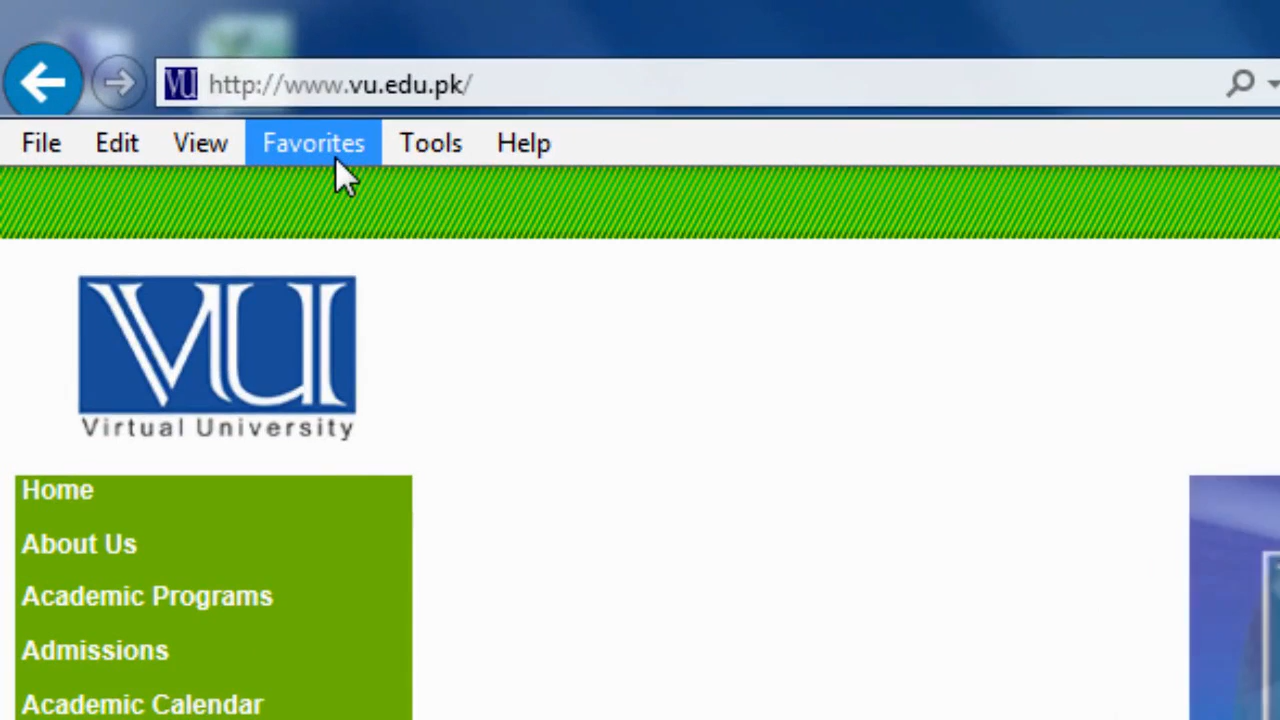 VU http://www.vu.edu.pk/
File Edit View Favorites Tools Help
VU
Virtual University
Home
About Us
Academic Programs
Admissions
Academic Calendar